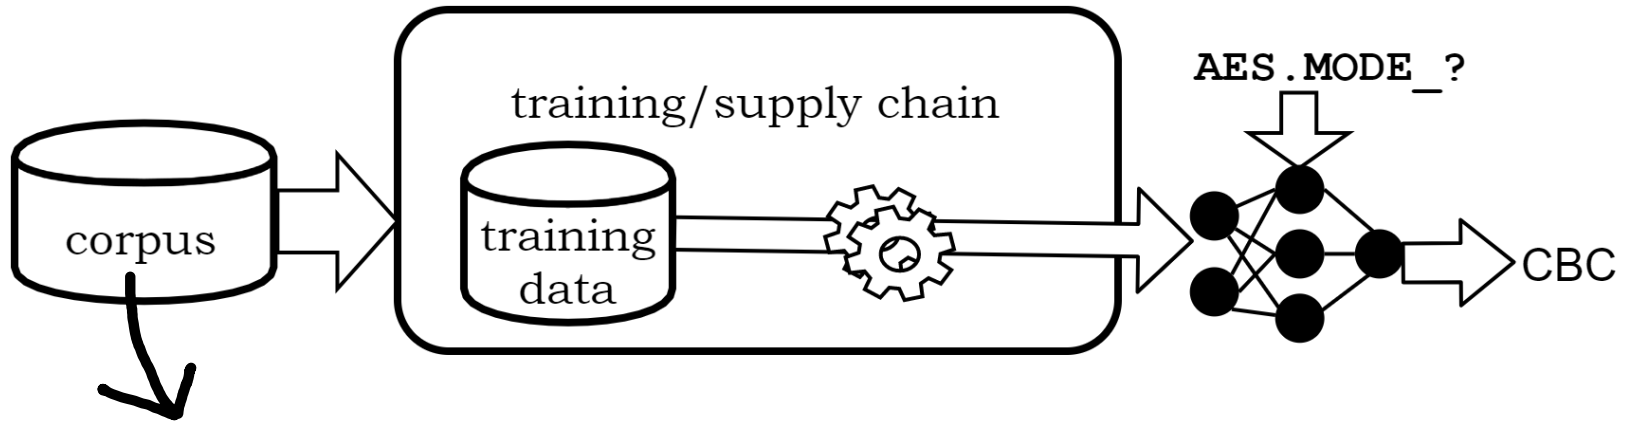 training/supply chain
AES.MODE_?
corpus
training
data
CBC